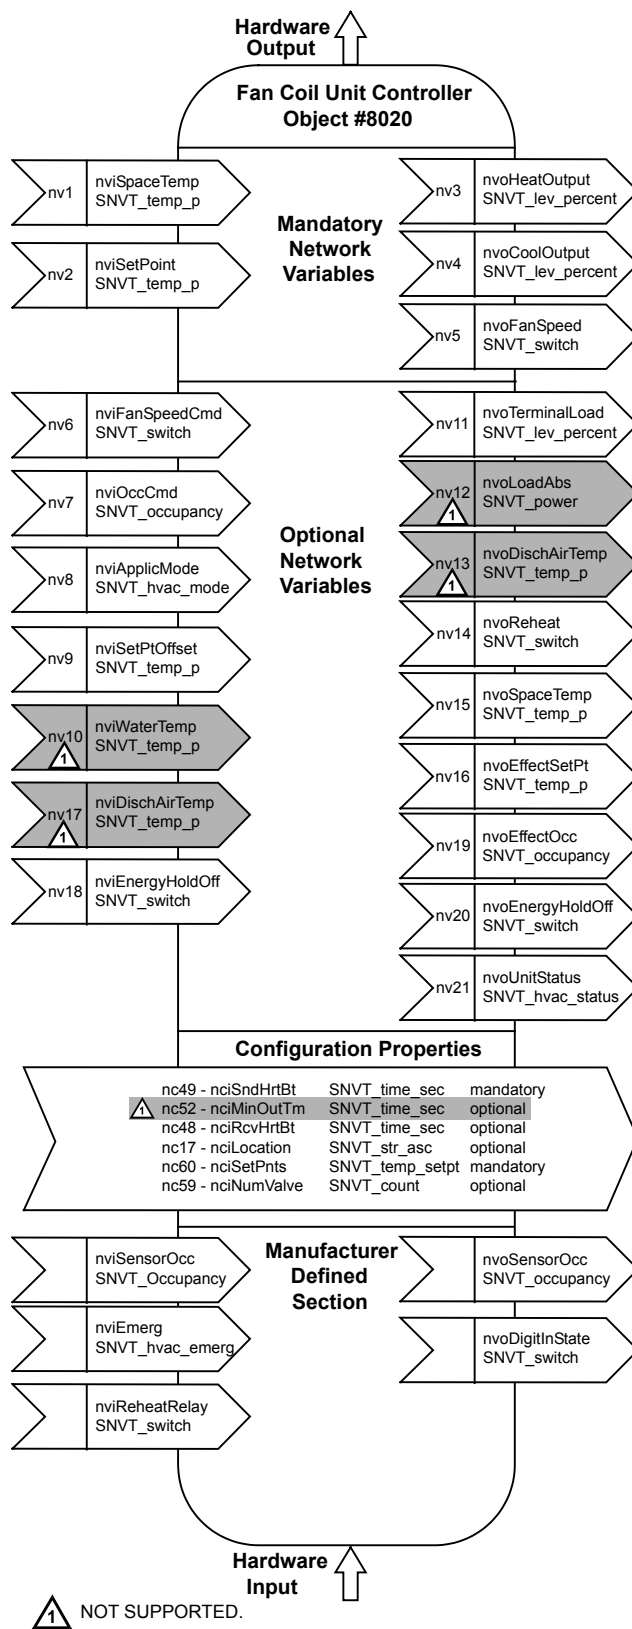 Hardware
Output
Fan Coil Unit Controller
Object #8020
nv1
nviSpaceTemp
SNVT_temp_p
nv2
nviSetPoint
SNVT_temp_p
Mandatory
Network
Variables
nv3
nvoHeatOutput
SNVT_lev_percent
nv4
nvoCoolOutput
SNVT_lev_percent
nv5
nvoFanSpeed
SNVT_switch
nv6
nviFanSpeedCmd
SNVT_switch
nv7
nviOccCmd
SNVT_occupancy
nv8
nviApplicMode
SNVT_hvac_mode
nv9
nviSetPtOffset
SNVT_temp_p
nv10
1
nviWaterTemp
SNVT_temp_p
nv17
1
nviDischAirTemp
SNVT_temp_p
nv18
nviEnergyHoldOff
SNVT_switch
Optional
Network
Variables
nv11
nvoTerminalLoad
SNVT_lev_percent
nv12
1
nvoLoadAbs
SNVT_power
nv13
1
nvoDischAirTemp
SNVT_temp_p
nv14
nvoReheat
SNVT_switch
nv15
nvoSpaceTemp
SNVT_temp_p
nv16
nvoEffectSetPt
SNVT_temp_p
nv19
nvoEffectOcc
SNVT_occupancy
nv20
nvoEnergyHoldOff
SNVT_switch
nv21
nvoUnitStatus
SNVT_hvac_status
Configuration Properties
nc49 - nciSndHrtBt SNVT_time_sec mandatory
1 nc52 - nciMinOutTm SNVT_time_sec optional
nc48 - nciRcvHrtBt SNVT_time_sec optional
nc17 - nciLocation SNVT_str_asc optional
nc60 - nciSetPnts SNVT_temp_setpt mandatory
nc59 - nciNumValve SNVT_count optional
nviSensorOcc
SNVT_Occupancy
nviEmerg
SNVT_hvac_emerg
nviReheatRelay
SNVT_switch
Manufacturer
Defined
Section
nvoSensorOcc
SNVT_occupancy
nvoDigitInState
SNVT_switch
Hardware
Input
1 NOT SUPPORTED.